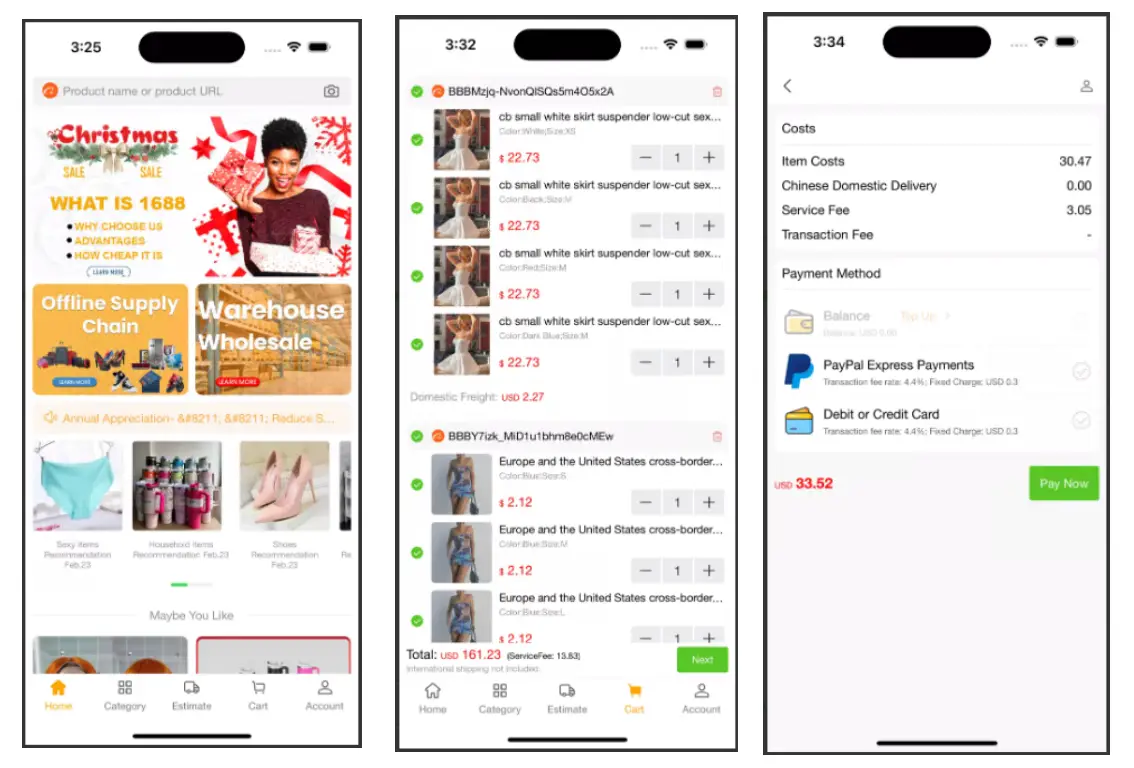 3:25
Product name or product URL
Christmas
SALE SALE
WHAT IS 1688
WHY CHOOSE US
ADVANTAGES
HOW CHEAP IT IS
LEARN MORE
Offline Supply
Chain
LEARN MORE
Warehouse
Wholesale
LEARN MORE
Annual Appreciation- &#8211; &#8211; Reduce S...
Sexy Items
Recommendation
Feb.23
Household Items
Recommendation Feb.23
Shoes
Recommendation
Feb.23
Maybe You Like
Home
Category
Estimate
Cart
Account
3:32
BBBMzjq-NvonQISQs5m4O5x2A
cb small white skirt suspender low-cut sex...
Color:White;Size:XS
$ 22.73
1
cb small white skirt suspender low-cut sex...
Color:Black;Size:M
$ 22.73
1
cb small white skirt suspender low-cut sex...
Color:Red;Size:M
$ 22.73
1
cb small white skirt suspender low-cut sex...
Color:Dark Blue;Size:M
$ 22.73
1
Domestic Freight: USD 2.27
BBBY7izk_MiD1u1bhm8e0cMEw
Europe and the United States cross-border...
Color:Blue;Size:S
$ 2.12
1
Europe and the United States cross-border...
Color:Blue;Size:M
$ 2.12
1
Europe and the United States cross-border...
Color:Blue;Size:L
$ 2.12
1
Total: USD 161.23 (ServiceFee: 13.83)
International shipping not included.
Next
Home
Category
Estimate
Cart
Account
3:34
Costs
Item Costs 30.47
Chinese Domestic Delivery 0.00
Service Fee 3.05
Transaction Fee -
Payment Method
Balance Top Up
Balance: USD 0.00
PayPal Express Payments
Transaction fee rate: 4.4%; Fixed Charge: USD 0.3
Debit or Credit Card
Transaction fee rate: 4.4%; Fixed Charge: USD 0.3
USD 33.52
Pay Now